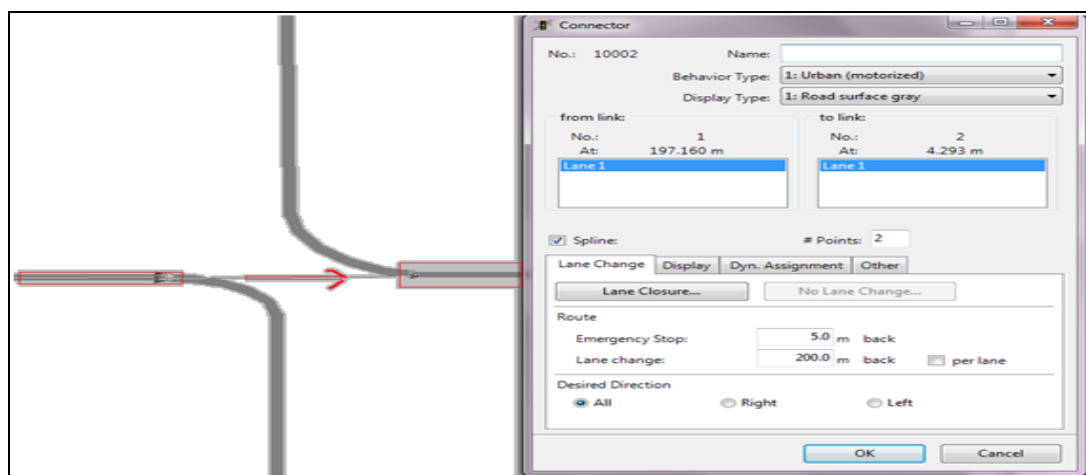 Connector
No.: 10002 Name:
Behavior Type: 1: Urban (motorized)
Display Type: 1: Road surface gray
from link: to link:
No.: 1 No.: 2
At: 197.160 m At: 4.293 m
Lane 1 Lane 1
Spline: # Points: 2
Lane Change Display Dyn. Assignment Other
Lane Closure... No Lane Change...
Route
Emergency Stop: 5.0 m back
Lane change: 200.0 m back per lane
Desired Direction
All Right Left
OK Cancel